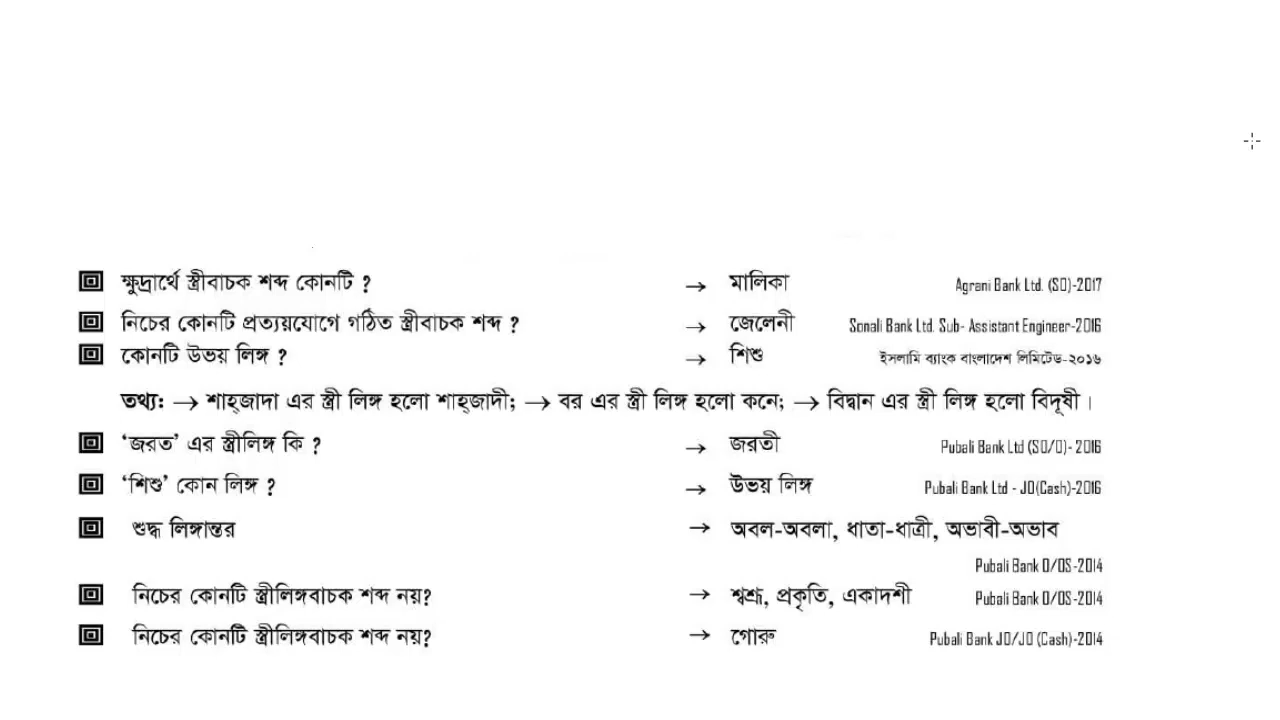 ক্ষুদ্রার্থে স্ত্রীবাচক শব্দ কোনটি ? → মালিকা Agrani Bank Ltd. (SO)-2017
নিচের কোনটি প্রত্যয়যোগে গঠিত স্ত্রীবাচক শব্দ ? → জেলেনী Sonali Bank Ltd. Sub- Assistant Engineer-2016
কোনটি উভয় লিঙ্গ ? → শিশু ইসলামি ব্যাংক বাংলাদেশ লিমিটেড-২০১৬
তথ্য: → শাহ্জাদা এর স্ত্রী লিঙ্গ হলো শাহ্জাদী; → বর এর স্ত্রী লিঙ্গ হলো কনে; → বিদ্বান এর স্ত্রী লিঙ্গ হলো বিদূষী।
‘জরত’ এর স্ত্রীলিঙ্গ কি ? → জরতী Pubali Bank Ltd (SO/O)- 2016
‘শিশু’ কোন লিঙ্গ ? → উভয় লিঙ্গ Pubali Bank Ltd - JO(Cash)-2016
শুদ্ধ লিঙ্গান্তর → অবল-অবলা, ধাতা-ধাত্রী, অভাবী-অভাব
Pubali Bank O/OS-2014
নিচের কোনটি স্ত্রীলিঙ্গবাচক শব্দ নয়? → শ্বশ্রূ, প্রকৃতি, একাদশী Pubali Bank O/OS-2014
নিচের কোনটি স্ত্রীলিঙ্গবাচক শব্দ নয়? → গোরু Pubali Bank JO/JO (Cash)-2014